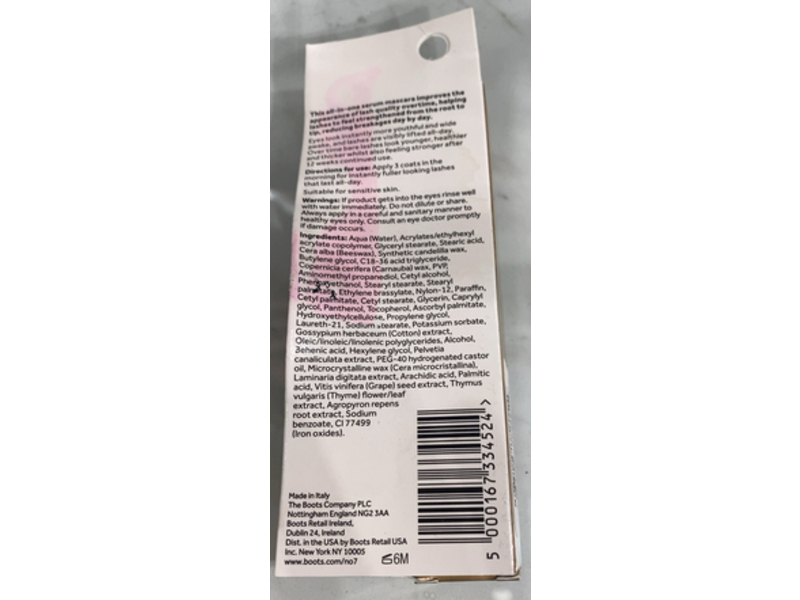 This all-in-one serum mascara improves the
appearance of lash quality overtime, helping
lashes to feel strengthened from the root to
tip, reducing breakages day by day.
Eyes look instantly more youthful and wide
awake, and lashes are visibly lifted all-day.
Over time bare lashes look younger, healthier
and thicker whilst also feeling stronger after
12 weeks continued use.
Directions for use: Apply 3 coats in the
morning for instantly fuller looking lashes
that last all-day.
Suitable for sensitive skin.
Warnings: If product gets into the eyes rinse well
with water immediately. Do not dilute or share.
Always apply in a careful and sanitary manner to
healthy eyes only. Consult an eye doctor promptly
if damage occurs.
Ingredients: Aqua (Water), Acrylates/ethylhexyl
acrylate copolymer, Glyceryl stearate, Stearic acid,
Cera alba (Beeswax), Synthetic candelilla wax,
Butylene glycol, C18-36 acid triglyceride,
Copernicia cerifera (Carnauba) wax, PVP,
Aminomethyl propanediol, Cetyl alcohol,
Phenoxyethanol, Stearyl stearate, Stearyl
palmitate, Ethylene brassylate, Nylon-12, Paraffin,
Cetyl palmitate, Cetyl stearate, Glycerin, Caprylyl
glycol, Panthenol, Tocopherol, Ascorbyl palmitate,
Hydroxyethylcellulose, Propylene glycol,
Laureth-21, Sodium stearate, Potassium sorbate,
Gossypium herbaceum (Cotton) extract,
Oleic/linoleic/linolenic polyglycerides, Alcohol,
Behenic acid, Hexylene glycol, Pelvetia
canaliculata extract, PEG-40 hydrogenated castor
oil, Microcrystalline wax (Cera microcristallina),
Laminaria digitata extract, Arachidic acid, Palmitic
acid, Vitis vinifera (Grape) seed extract, Thymus
vulgaris (Thyme) flower/leaf
extract, Agropyron repens
root extract, Sodium
benzoate, CI 77499
(Iron oxides).
Made in Italy
The Boots Company PLC
Nottingham England NG2 3AA
Boots Retail Ireland,
Dublin 24, Ireland
Dist. in the USA by Boots Retail USA
Inc. New York NY 10005
www.boots.com/no7
6M
5 000167 334524 >